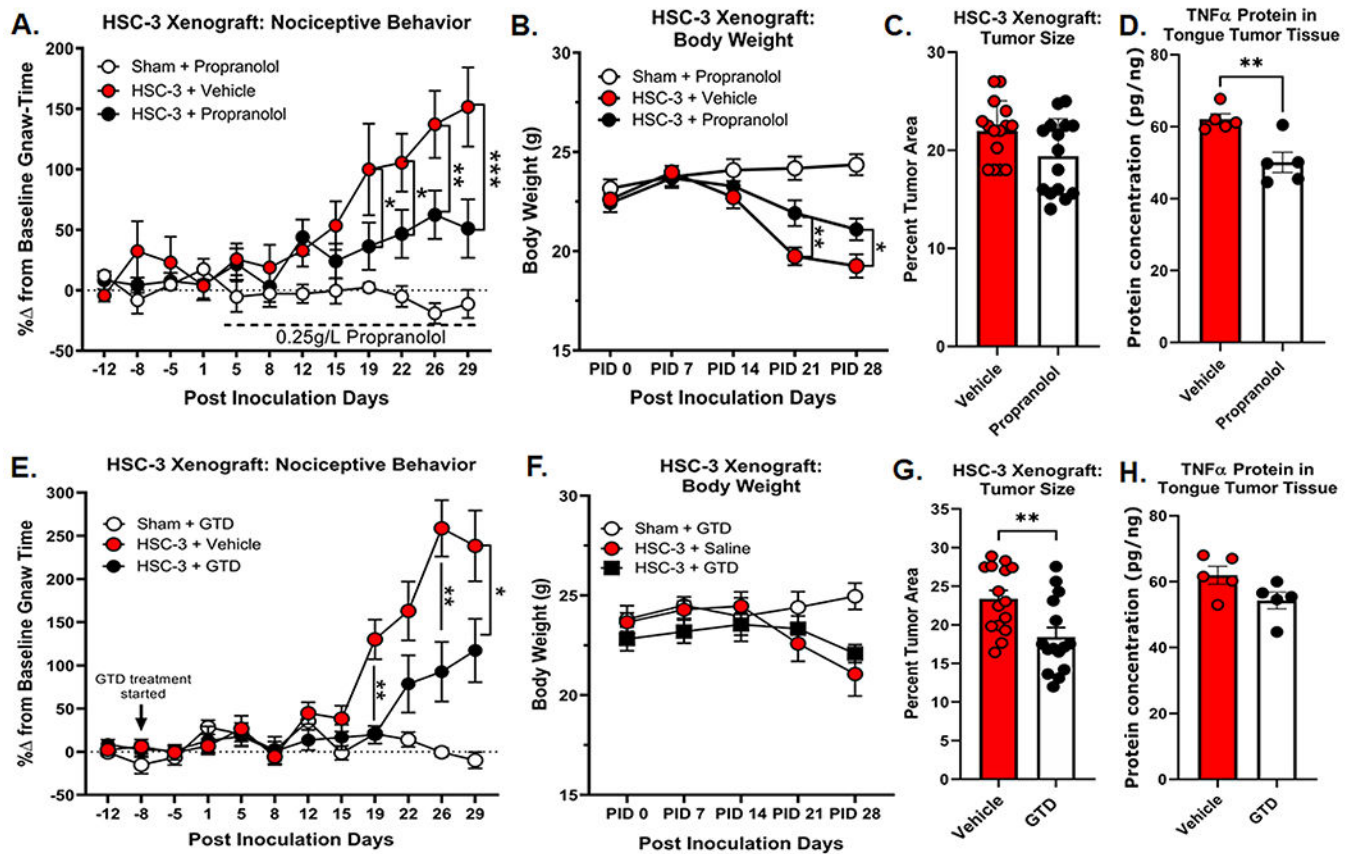 A.
HSC-3 Xenograft: Nociceptive Behavior
Sham + Propranolol
HSC-3 + Vehicle
HSC-3 + Propranolol
%Δ from Baseline Gnaw-Time
200
150
100
50
0
-50
*
*
**
***
0.25g/L Propranolol
-12 -8 -5 1 5 8 12 15 19 22 26 29
Post Inoculation Days
B.
HSC-3 Xenograft:
Body Weight
Sham + Propranolol
HSC-3 + Vehicle
HSC-3 + Propranolol
Body Weight (g)
30
25
20
15
**
*
PID 0 PID 7 PID 14 PID 21 PID 28
Post Inoculation Days
C.
HSC-3 Xenograft:
Tumor Size
Percent Tumor Area
30
20
10
0
Vehicle
Propranolol
D.
TNFα Protein in
Tongue Tumor Tissue
Protein concentration (pg/ng)
80
60
40
20
0
**
Vehicle
Propranolol
E.
HSC-3 Xenograft: Nociceptive Behavior
Sham + GTD
HSC-3 + Vehicle
HSC-3 + GTD
%Δ from Baseline Gnaw Time
300
250
200
150
100
50
0
-50
GTD treatment
started
**
**
*
-12 -8 -5 1 5 8 12 15 19 22 26 29
Post Inoculation Days
F.
HSC-3 Xenograft:
Body Weight
Sham + GTD
HSC-3 + Saline
HSC-3 + GTD
Body Weight (g)
30
25
20
15
PID 0 PID 7 PID 14 PID 21 PID 28
Post Inoculation Days
G.
HSC-3 Xenograft:
Tumor Size
Percent Tumor Area
35
30
25
20
15
10
5
0
**
Vehicle
GTD
H.
TNFα Protein in
Tongue Tumor Tissue
Protein concentration (pg/ng)
80
60
40
20
0
Vehicle
GTD